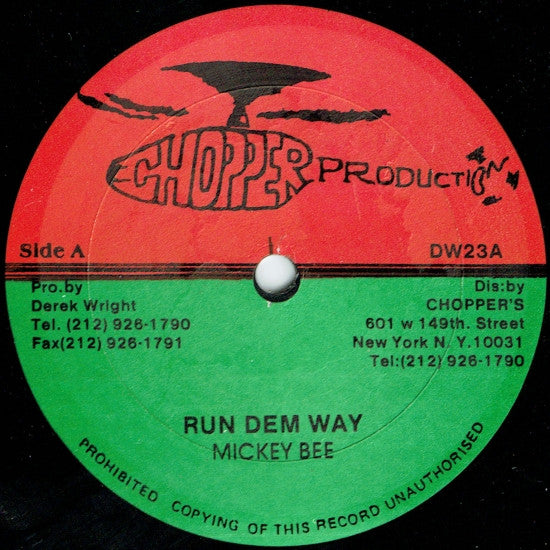 CHOPPER PRODUCTION
Side A
DW23A
Pro.by
Derek Wright
Tel. (212) 926-1790
Fax(212) 926-1791
Dis:by
CHOPPER'S
601 w 149th. Street
New York N.Y.10031
Tel:(212) 926-1790
RUN DEM WAY
MICKEY BEE
PROHIBITED COPYING OF THIS RECORD UNAUTHORISED